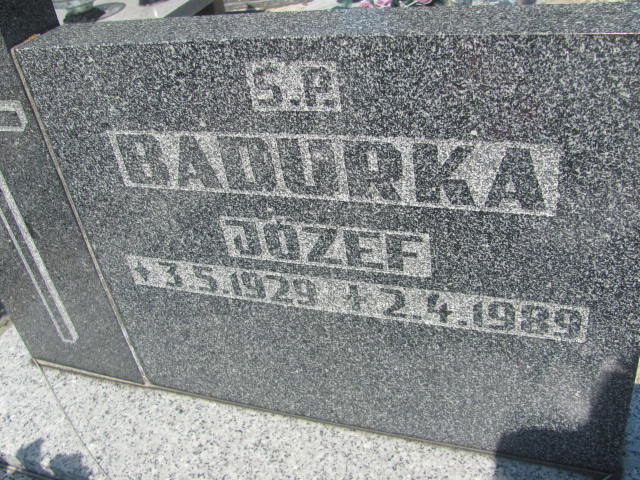 Ś.P.
BADURKA
JÓZEF
* 3.5.1929 + 2.4.1989